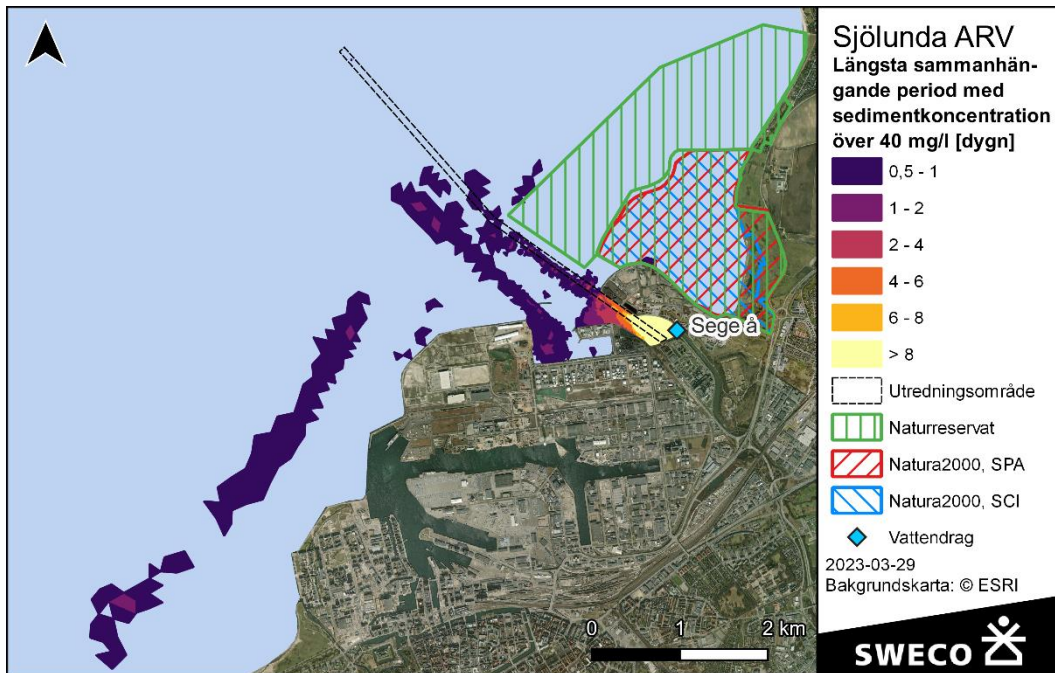 Sjölunda ARV
Längsta sammanhän-
gande period med
sedimentkoncentration
över 40 mg/l [dygn]
0,5 - 1
1 - 2
2 - 4
4 - 6
6 - 8
> 8
Utredningsområde
Naturreservat
Natura2000, SPA
Natura2000, SCI
Vattendrag
2023-03-29
Bakgrundskarta: © ESRI
SWECO
Sege å
0 1 2 km